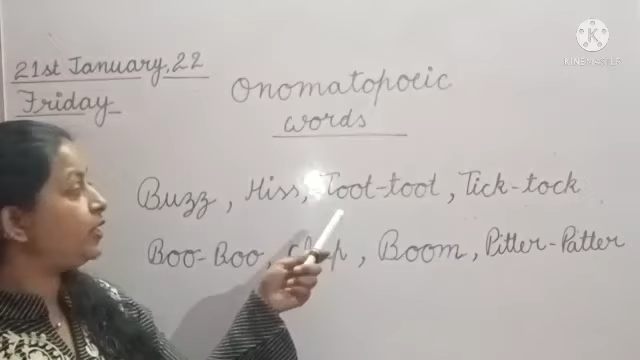 21st January, 22
Friday
Onomatopoeic
words
Buzz, Hiss, Toot-toot, Tick-tock
Boo-Boo, , Boom, Pitter-Patter
KINEMASTER